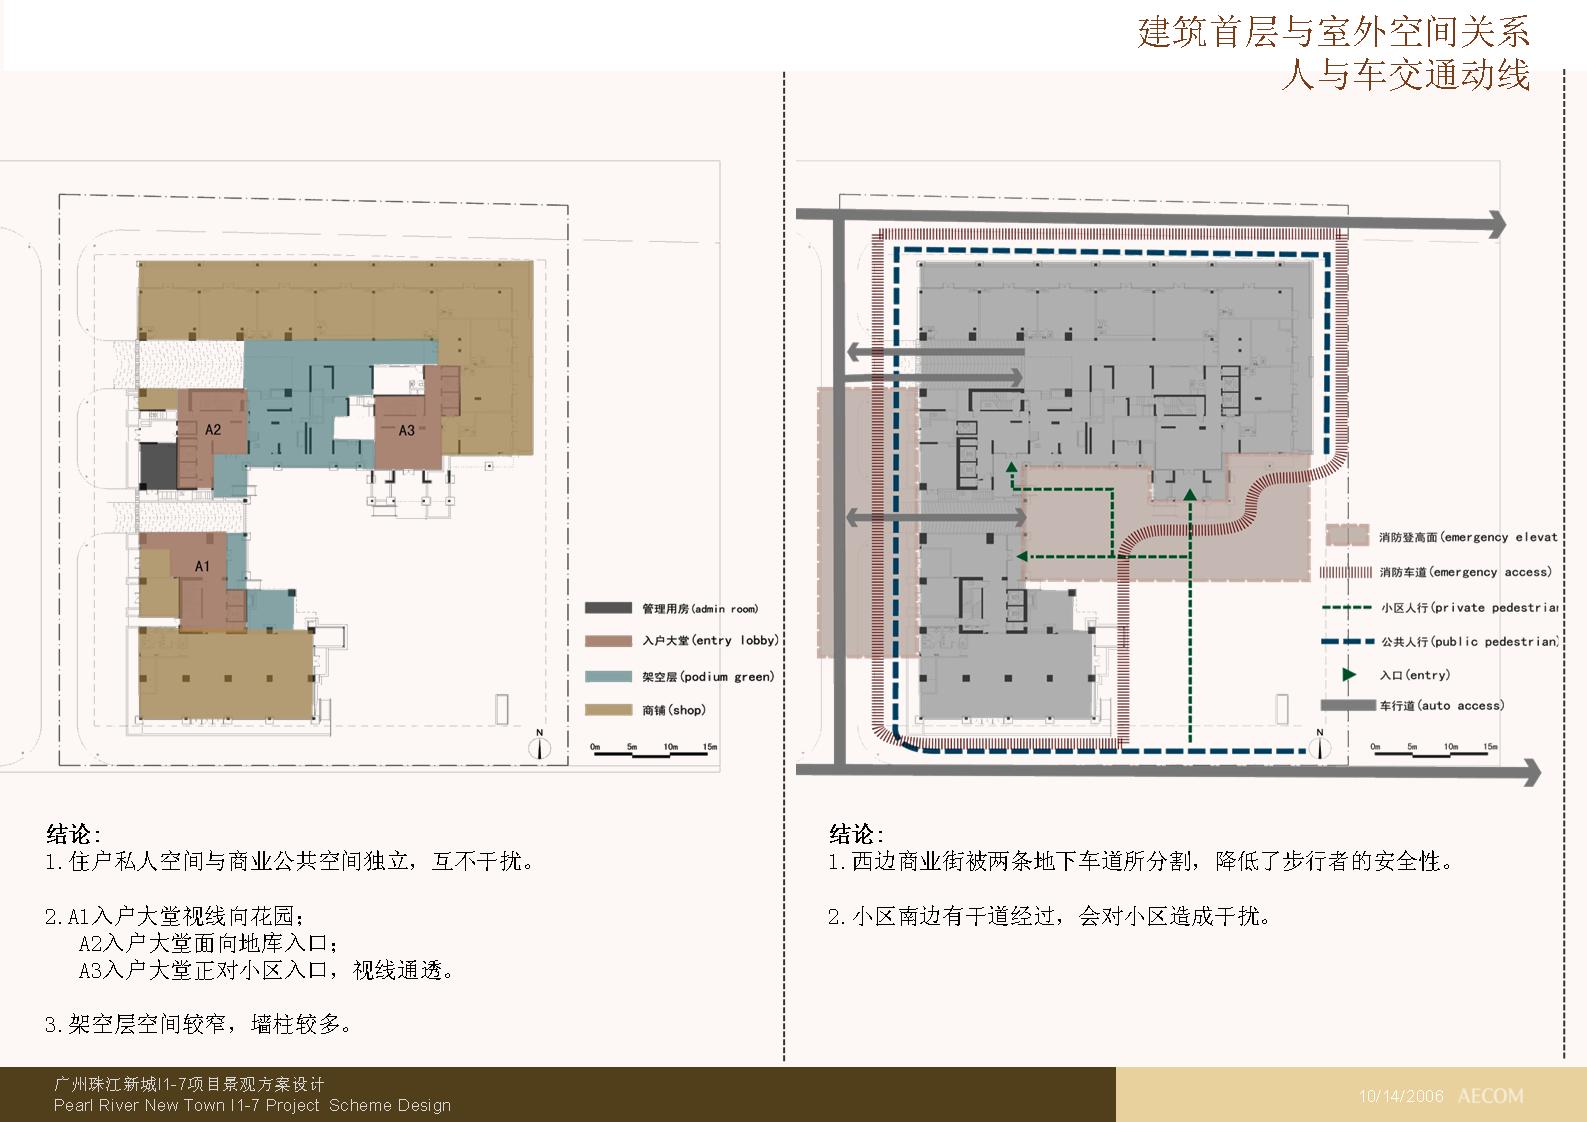 建筑首层与室外空间关系
人与车交通动线
A2
A3
A1
管理用房(admin room)
入户大堂(entry lobby)
架空层(podium green)
商铺(shop)
N
0m 5m 10m 15m
消防登高面(emergency elevat
消防车道(emergency access)
小区人行(private pedestrian
公共人行(public pedestrian)
入口(entry)
车行道(auto access)
N
0m 5m 10m 15m
结论:
1.住户私人空间与商业公共空间独立，互不干扰。
2.A1入户大堂视线向花园；
A2入户大堂面向地库入口；
A3入户大堂正对小区入口，视线通透。
3.架空层空间较窄，墙柱较多。
结论:
1.西边商业街被两条地下车道所分割，降低了步行者的安全性。
2.小区南边有干道经过，会对小区造成干扰。
广州珠江新城I1-7项目景观方案设计
Pearl River New Town I1-7 Project Scheme Design
10/14/2006 AECOM